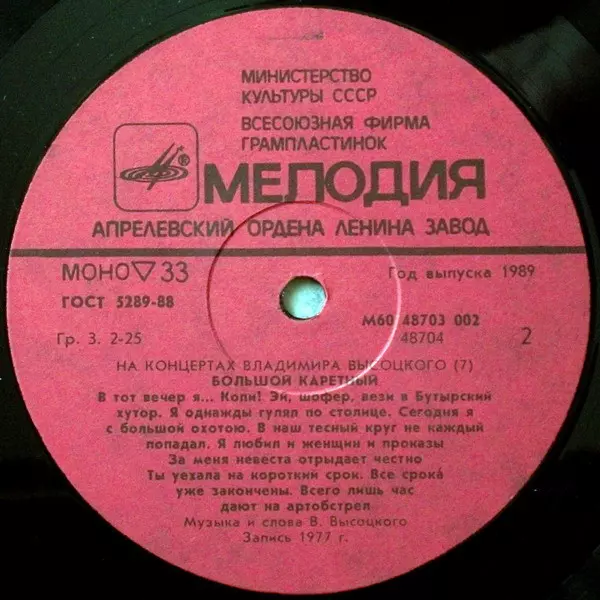 МИНИСТЕРСТВО
КУЛЬТУРЫ СССР
ВСЕСОЮЗНАЯ ФИРМА
ГРАМПЛАСТИНОК
МЕЛОДИЯ
АПРЕЛЕВСКИЙ ОРДЕНА ЛЕНИНА ЗАВОД
МОНО ▽ 33
Год выпуска 1989
ГОСТ 5289-88
М60 48703 002
Гр. 3. 2-25
48704
2
НА КОНЦЕРТАХ ВЛАДИМИРА ВЫСОЦКОГО (7)
БОЛЬШОЙ КАРЕТНЫЙ
В тот вечер я... Копи! Эй, шофер, вези в Бутырский
хутор. Я однажды гулял по столице. Сегодня я
с большой охотою. В наш тесный круг не каждый
попадал. Я любил и женщин и проказы
За меня невеста отрыдает честно
Ты уехала на короткий срок. Все срока́
уже закончены. Всего лишь час
дают на артобстрел
Музыка и слова В. Высоцкого
Запись 1977 г.